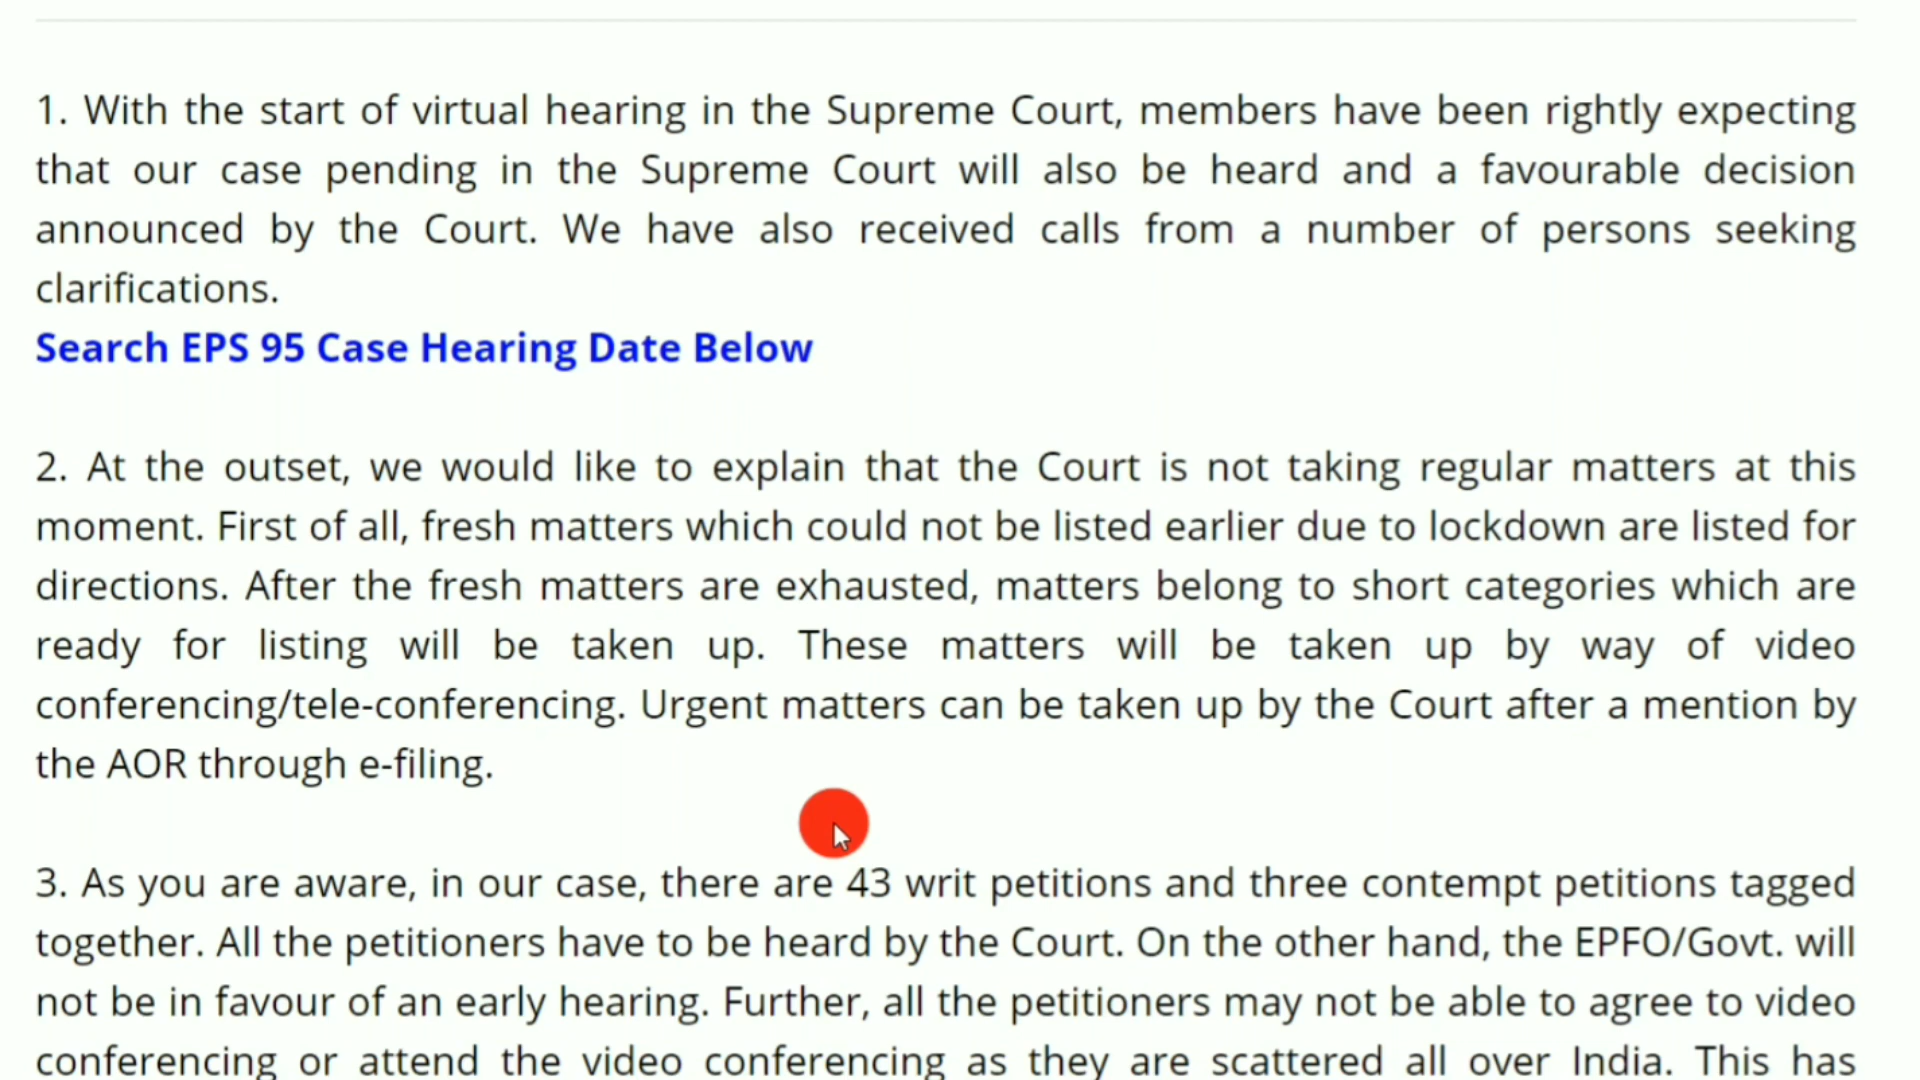 1. With the start of virtual hearing in the Supreme Court, members have been rightly expecting
that our case pending in the Supreme Court will also be heard and a favourable decision
announced by the Court. We have also received calls from a number of persons seeking
clarifications.
Search EPS 95 Case Hearing Date Below
2. At the outset, we would like to explain that the Court is not taking regular matters at this
moment. First of all, fresh matters which could not be listed earlier due to lockdown are listed for
directions. After the fresh matters are exhausted, matters belong to short categories which are
ready for listing will be taken up. These matters will be taken up by way of video
conferencing/tele-conferencing. Urgent matters can be taken up by the Court after a mention by
the AOR through e-filing.
3. As you are aware, in our case, there are 43 writ petitions and three contempt petitions tagged
together. All the petitioners have to be heard by the Court. On the other hand, the EPFO/Govt. will
not be in favour of an early hearing. Further, all the petitioners may not be able to agree to video
conferencing or attend the video conferencing as they are scattered all over India. This has